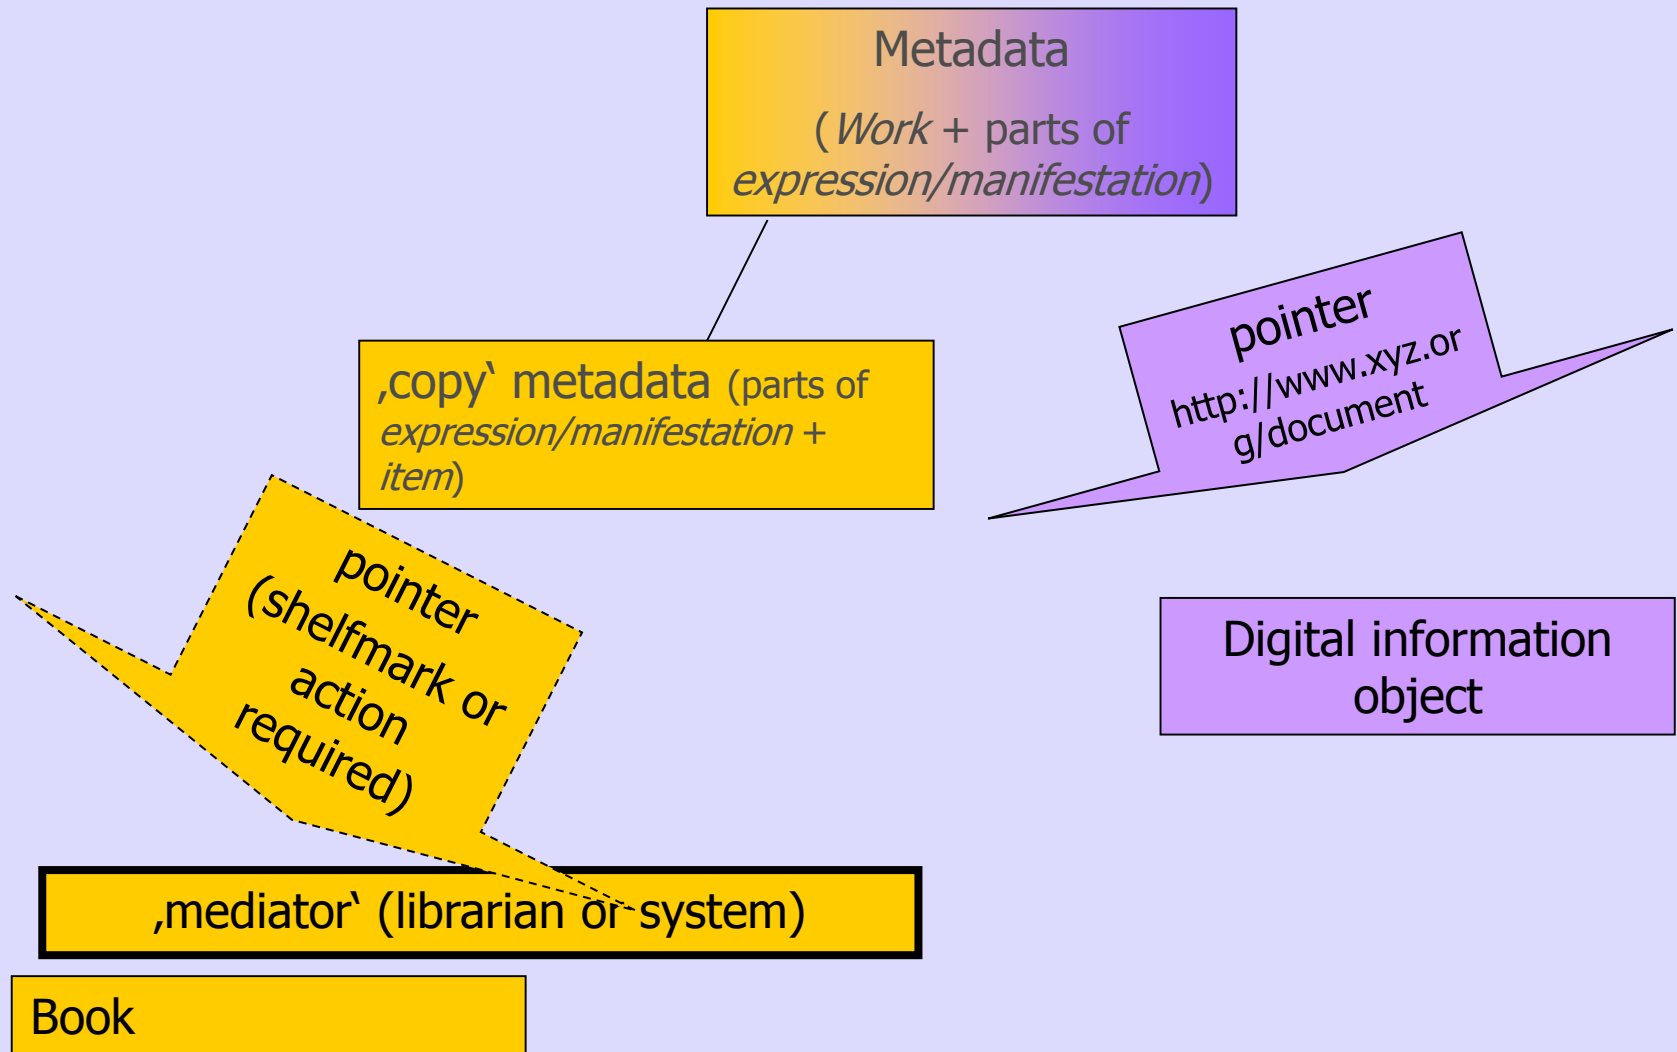 Metadata
(Work + parts of
expression/manifestation)
‚copy‘ metadata (parts of
expression/manifestation +
item)
pointer
http://www.xyz.or
g/document
pointer
(shelfmark or
action
required)
Digital information
object
‚mediator‘ (librarian or system)
Book